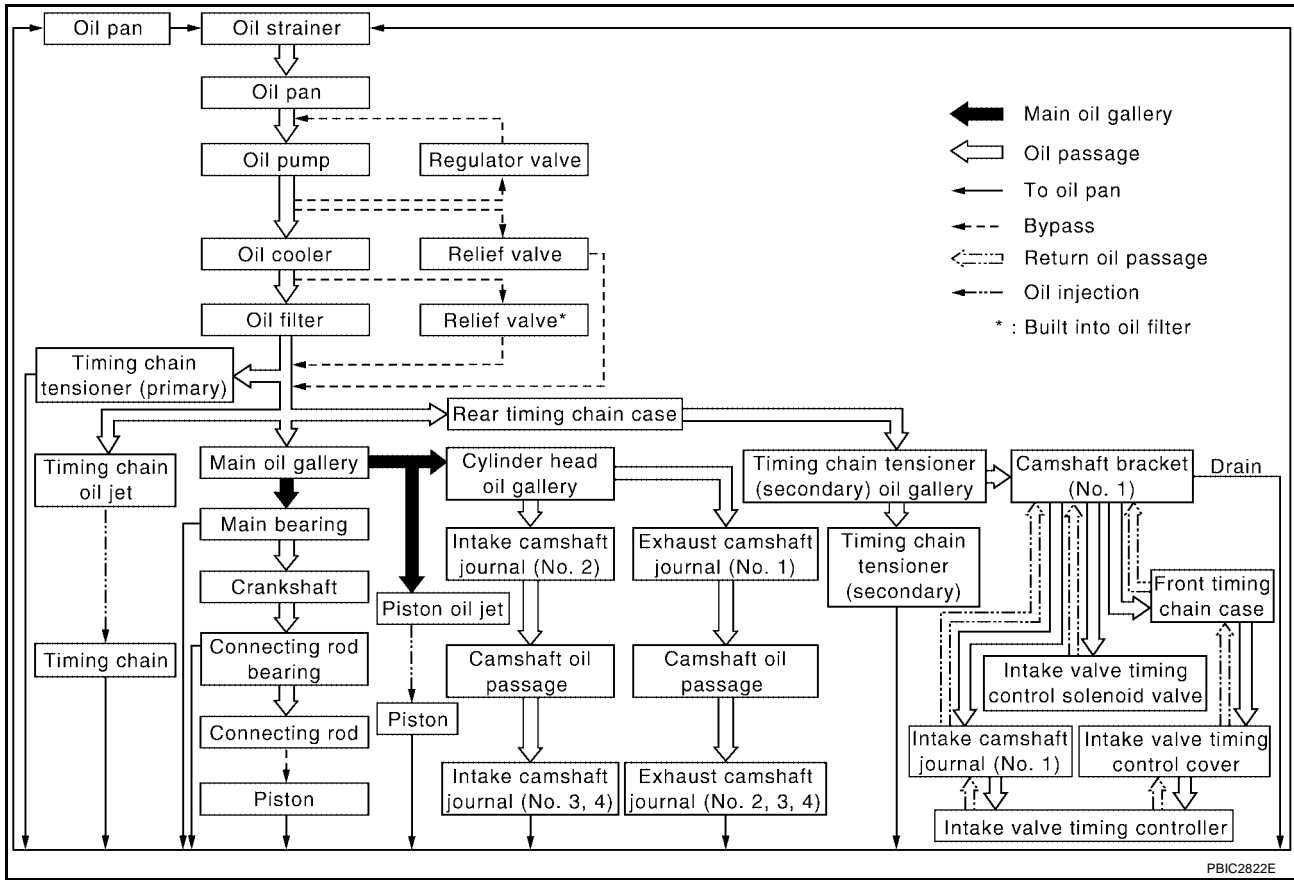 Oil pan
Oil strainer
Oil pan
Oil pump
Regulator valve
Oil cooler
Relief valve
Oil filter
Relief valve*
Main oil gallery
Oil passage
To oil pan
Bypass
Return oil passage
Oil injection
* : Built into oil filter
Timing chain
tensioner (primary)
Rear timing chain case
Timing chain
oil jet
Main oil gallery
Cylinder head
oil gallery
Timing chain tensioner
(secondary) oil gallery
Camshaft bracket
(No. 1)
Drain
Main bearing
Intake camshaft
journal (No. 2)
Exhaust camshaft
journal (No. 1)
Timing chain
tensioner
(secondary)
Crankshaft
Piston oil jet
Front timing
chain case
Timing chain
Connecting rod
bearing
Camshaft oil
passage
Camshaft oil
passage
Intake valve timing
control solenoid valve
Connecting rod
Piston
Intake camshaft
journal (No. 1)
Intake valve timing
control cover
Piston
Intake camshaft
journal (No. 3, 4)
Exhaust camshaft
journal (No. 2, 3, 4)
Intake valve timing controller
PBIC2822E